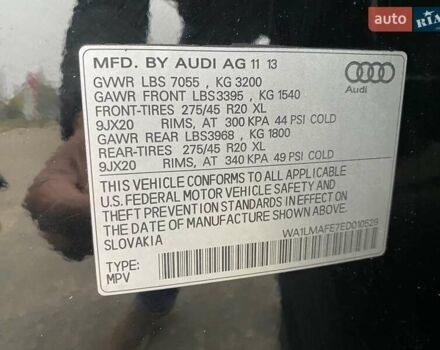 AUTO
RIA
MFD. BY AUDI AG 11 13
GVWR LBS 7055 , KG 3200
GAWR FRONT LBS3395 , KG 1540
FRONT-TIRES 275/45 R20 XL
9JX20 RIMS, AT 300 KPA 44 PSI COLD
GAWR REAR LBS3968 , KG 1800
REAR-TIRES 275/45 R20 XL
9JX20 RIMS, AT 340 KPA 49 PSI COLD
Audi
THIS VEHICLE CONFORMS TO ALL APPLICABLE
U.S. FEDERAL MOTOR VEHICLE SAFETY AND
THEFT PREVENTION STANDARDS IN EFFECT ON THE
DATE OF MANUFACTURE SHOWN ABOVE.
SLOVAKIA
WA1LMAFE7ED010528
TYPE:
MPV